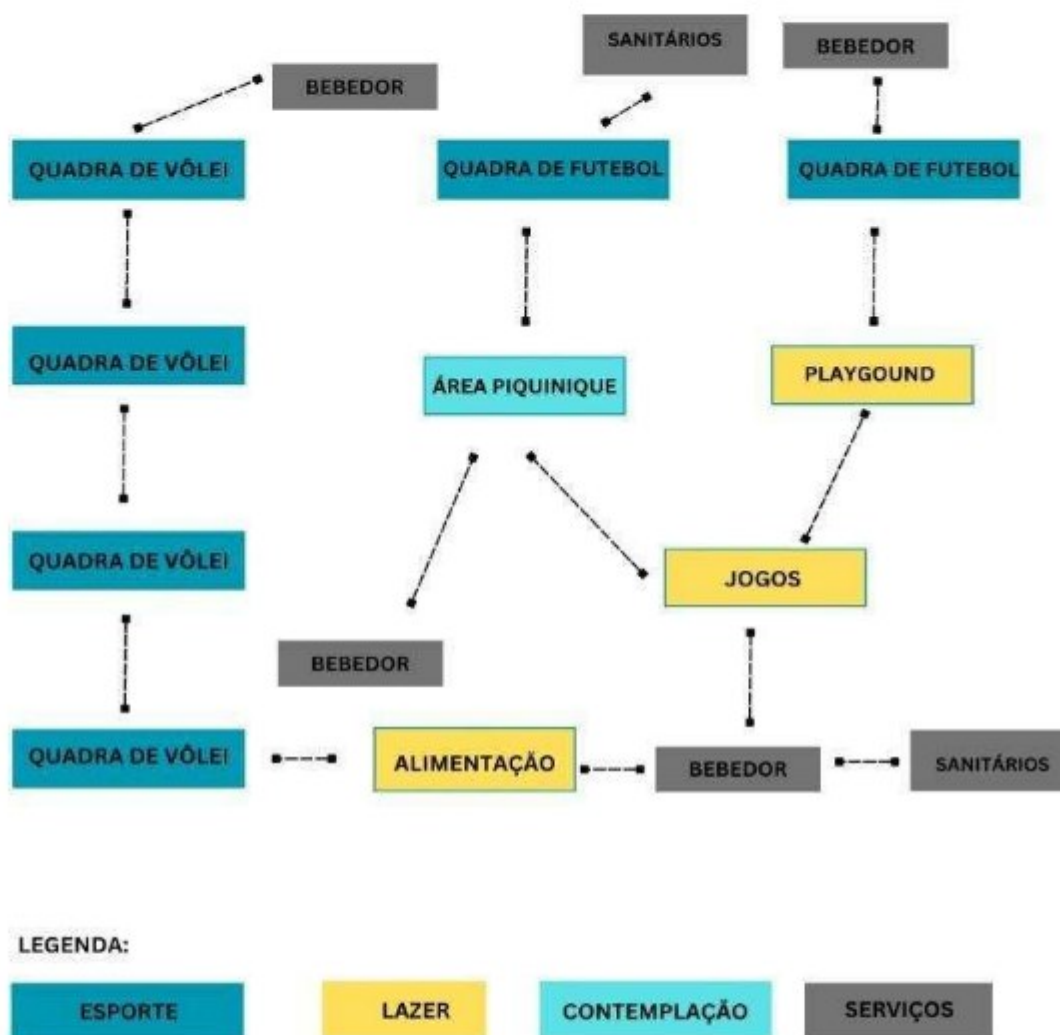 SANITÁRIOS
BEBEDOR
BEBEDOR
QUADRA DE VÔLEI
QUADRA DE FUTEBOL
QUADRA DE FUTEBOL
QUADRA DE VÔLEI
ÁREA PIQUINIQUE
PLAYGOUND
QUADRA DE VÔLEI
JOGOS
BEBEDOR
QUADRA DE VÔLEI
ALIMENTAÇÃO
BEBEDOR
SANITÁRIOS
LEGENDA:
ESPORTE
LAZER
CONTEMPLAÇÃO
SERVIÇOS